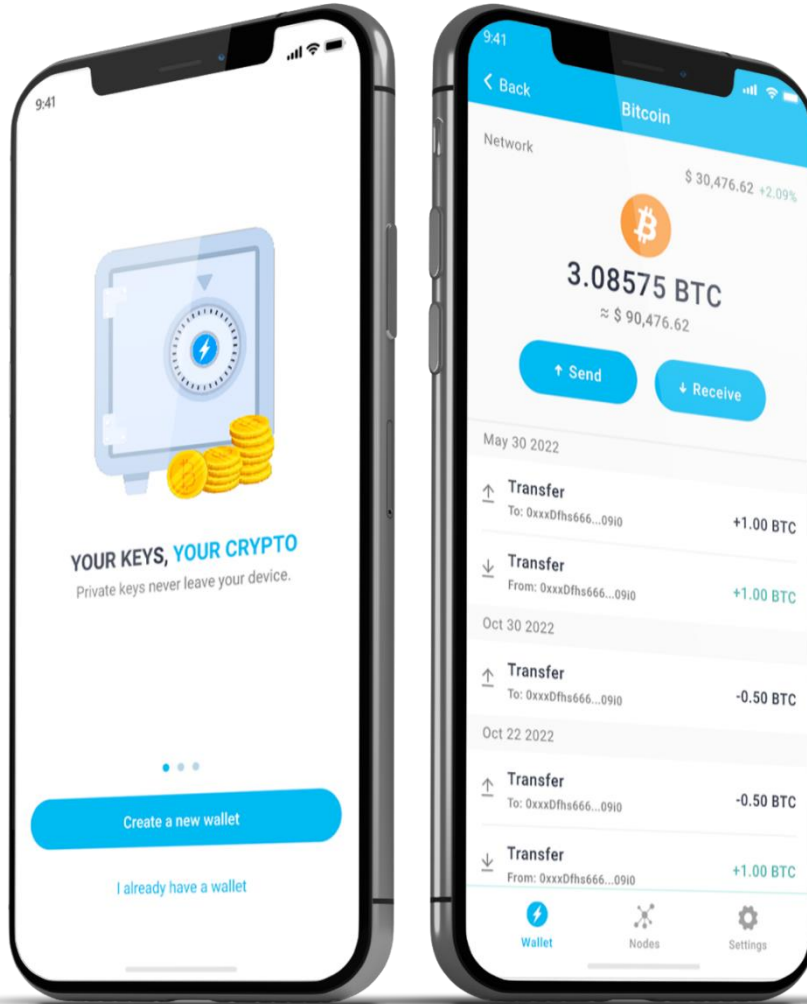 9:41
YOUR KEYS, YOUR CRYPTO
Private keys never leave your device.
Create a new wallet
I already have a wallet
9:41
Back
Bitcoin
Network
$ 30,476.62 +2.09%
3.08575 BTC
≈ $ 90,476.62
↑ Send
↓ Receive
May 30 2022
Transfer
To: 0xxxDfhs666...09i0
+1.00 BTC
Transfer
From: 0xxxDfhs666...09i0
+1.00 BTC
Oct 30 2022
Transfer
To: 0xxxDfhs666...09i0
-0.50 BTC
Oct 22 2022
Transfer
To: 0xxxDfhs666...09i0
-0.50 BTC
Transfer
From: 0xxxDfhs666...09i0
+1.00 BTC
Wallet
Nodes
Settings